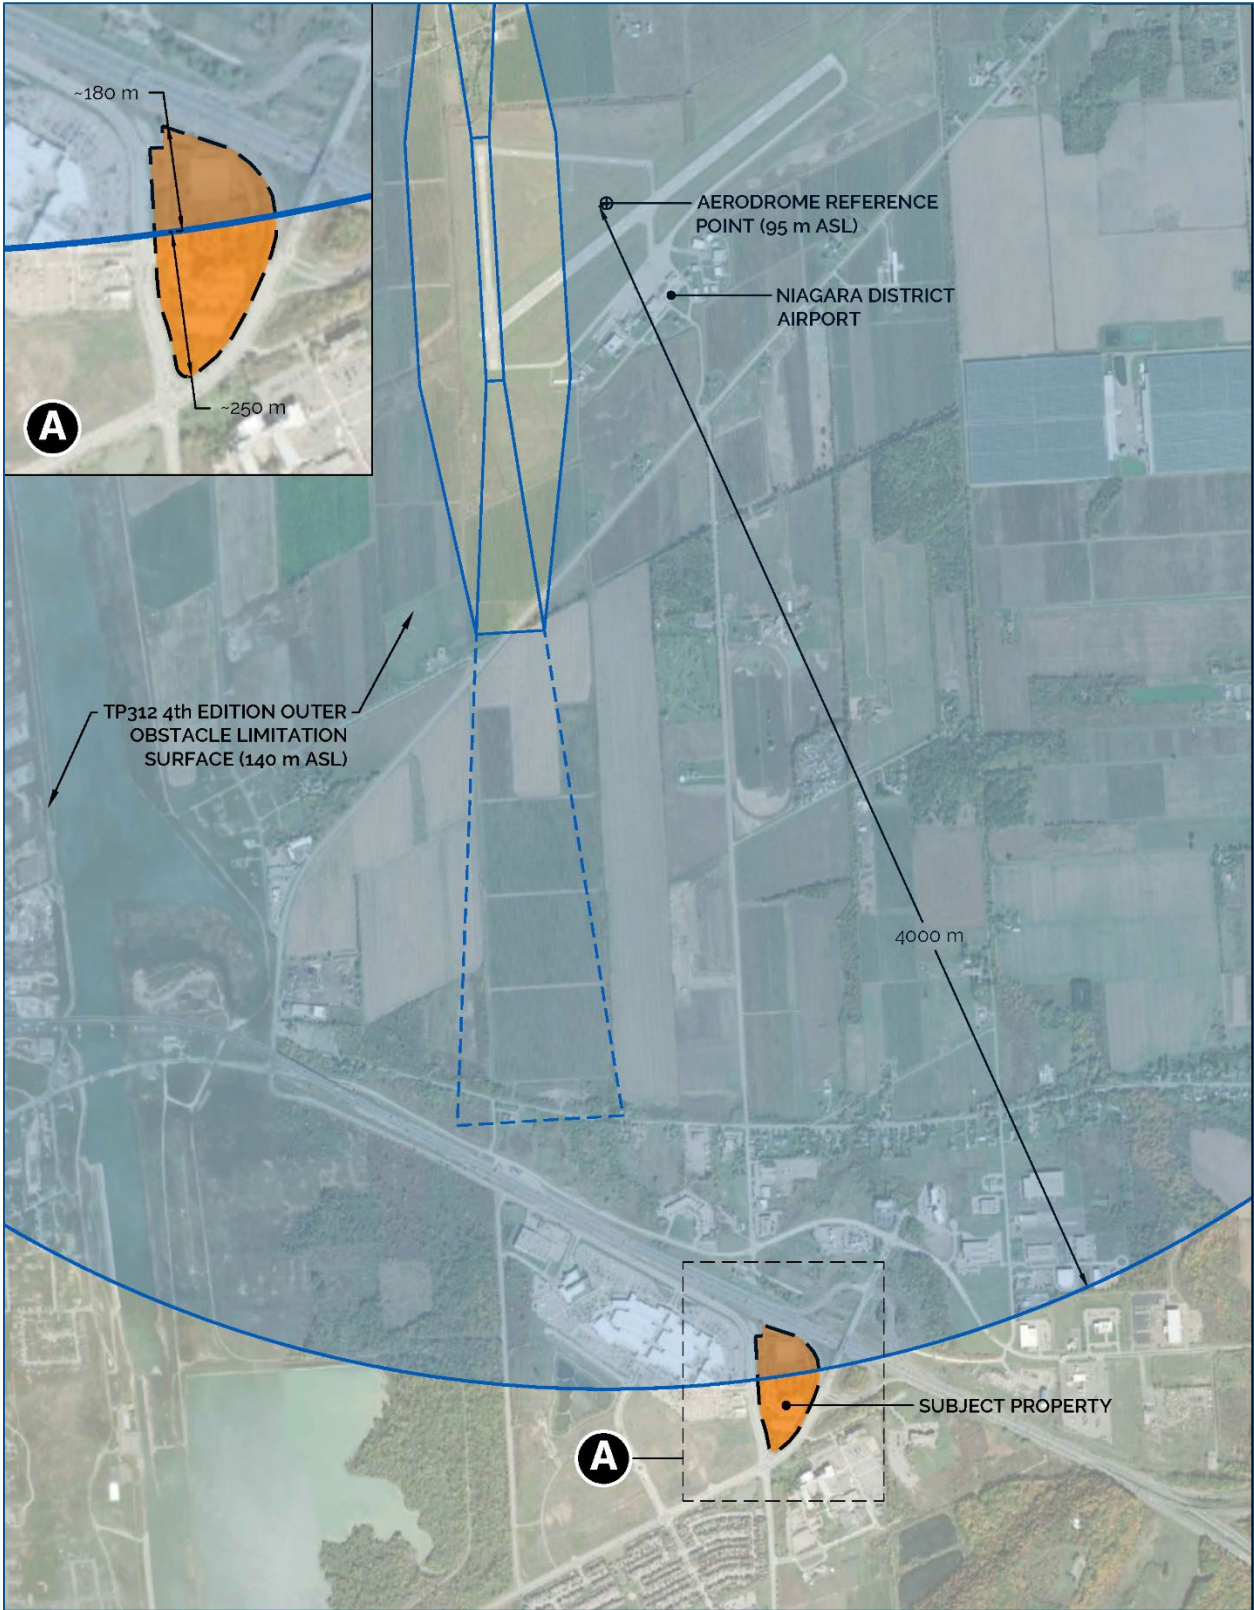 ~180 m
~250 m
A
AERODROME REFERENCE
POINT (95 m ASL)
NIAGARA DISTRICT
AIRPORT
TP312 4th EDITION OUTER
OBSTACLE LIMITATION
SURFACE (140 m ASL)
4000 m
SUBJECT PROPERTY
A